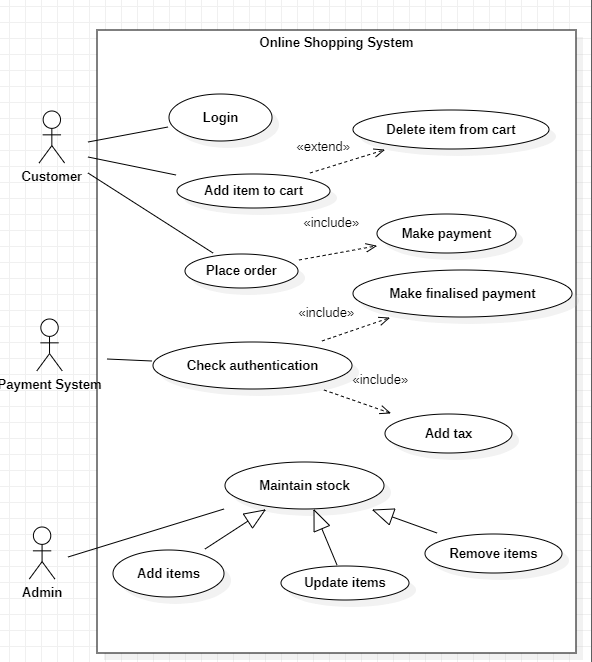 Online Shopping System
Login
Delete item from cart
«extend»
Customer
Add item to cart
«include»
Make payment
Place order
Make finalised payment
«include»
Check authentication
Payment System
«include»
Add tax
Maintain stock
Remove items
Add items
Update items
Admin